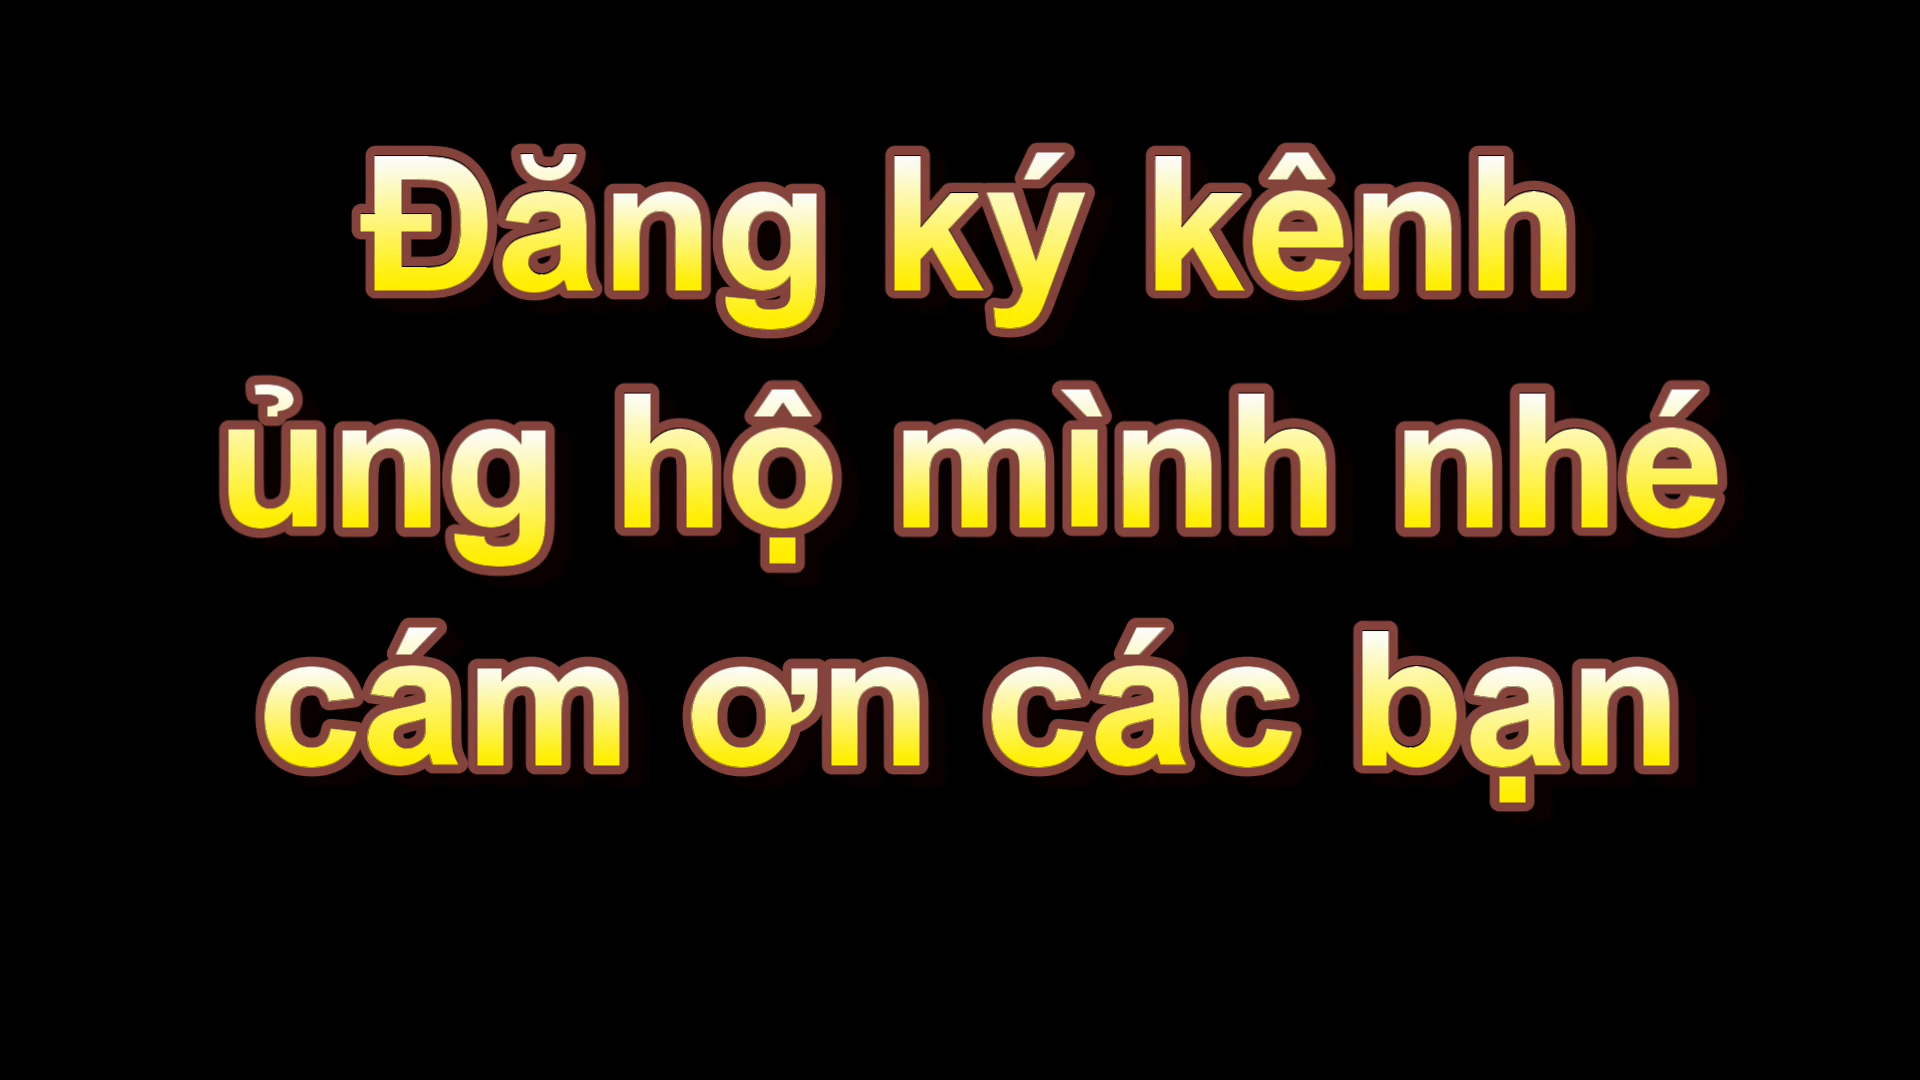 Đăng ký kênh
ủng hộ mình nhé
cám ơn các bạn